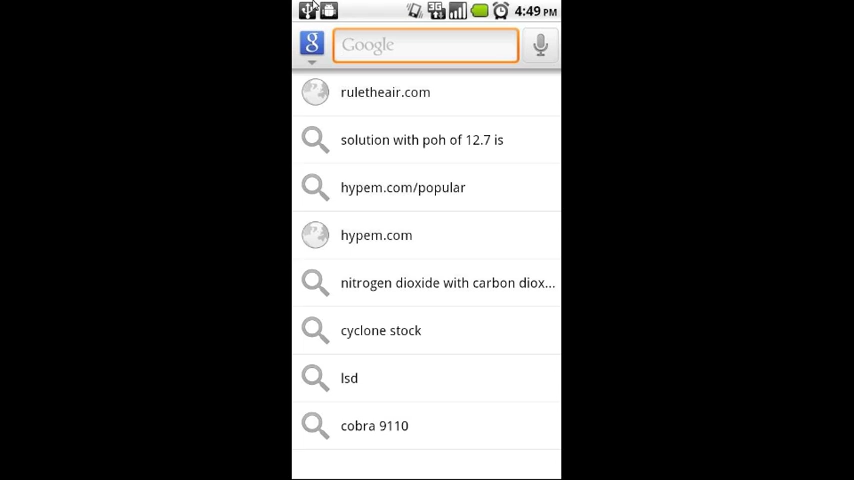 3G
4:49 PM
g
Google
ruletheair.com
solution with poh of 12.7 is
hypem.com/popular
hypem.com
nitrogen dioxide with carbon diox...
cyclone stock
lsd
cobra 9110